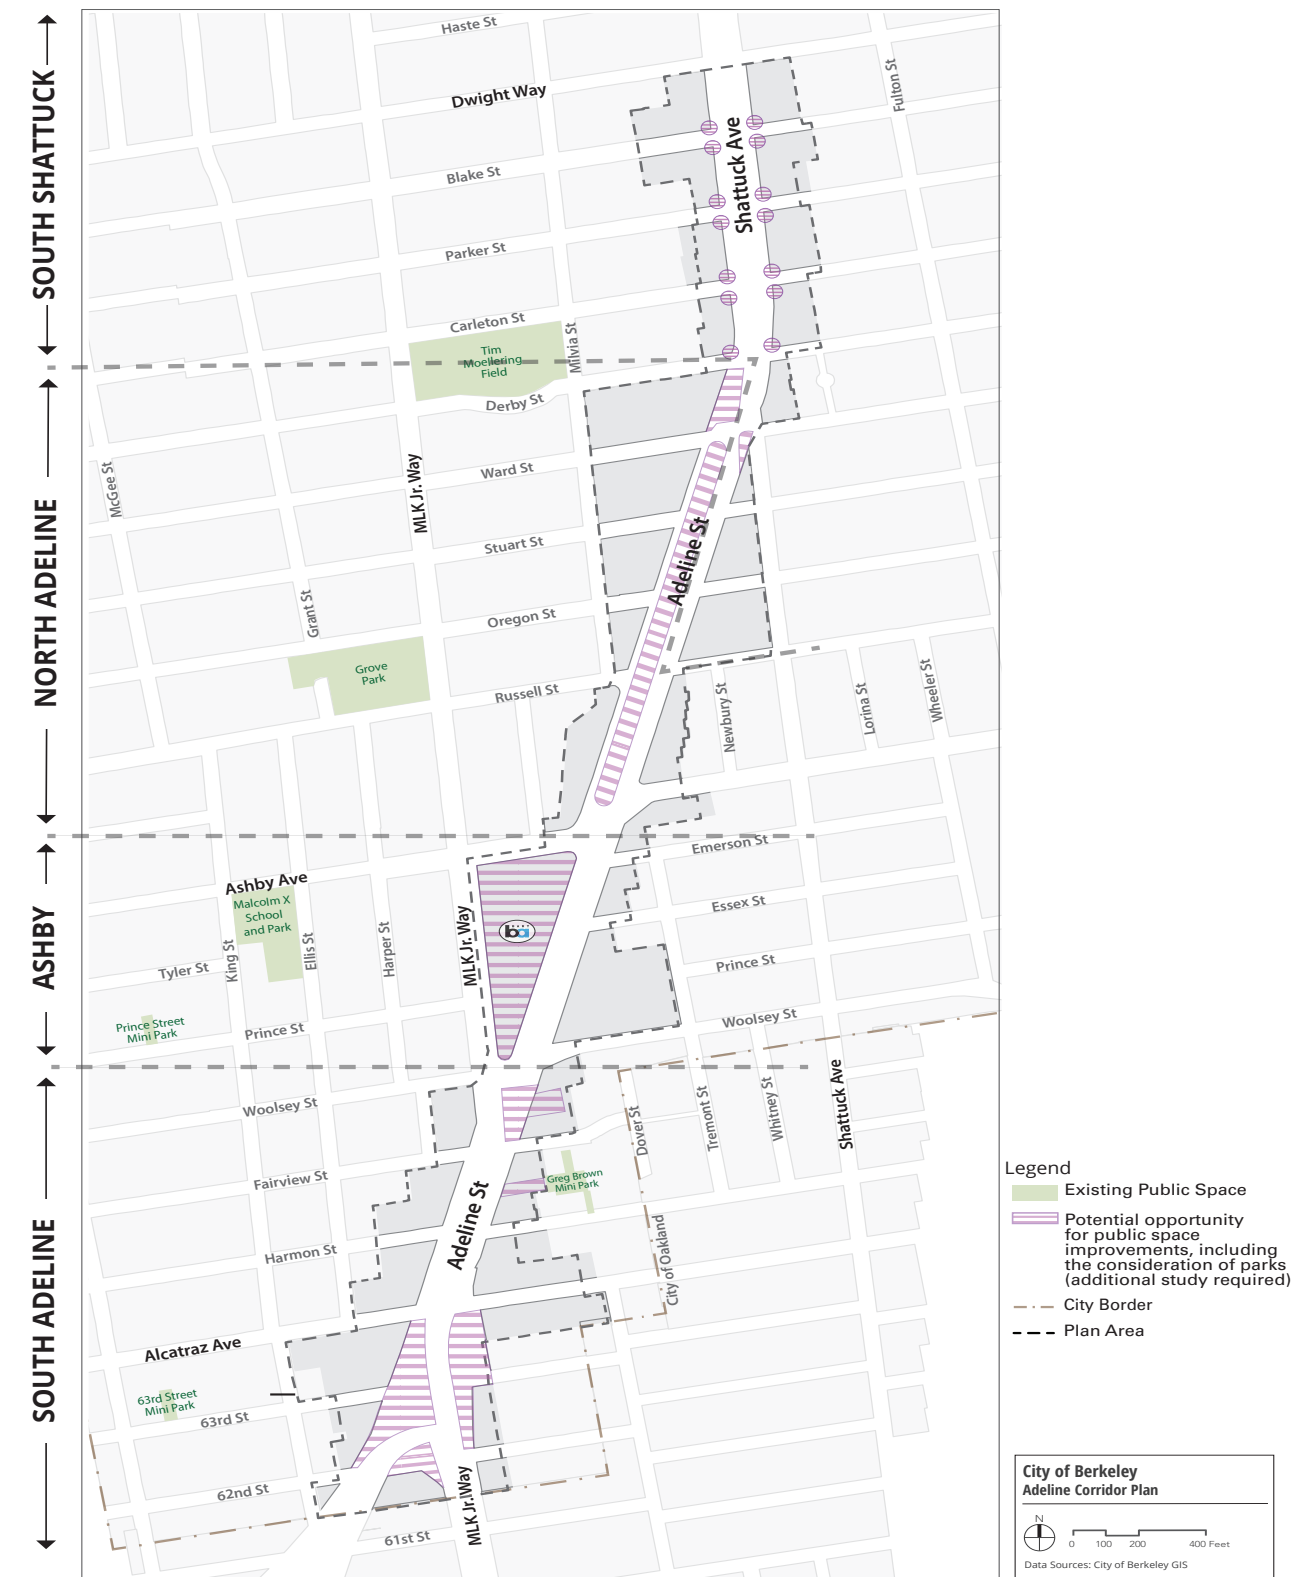 SOUTH SHATTUCK
NORTH ADELINE
ASHBY
SOUTH ADELINE
Haste St
Dwight Way
Fulton St
Shattuck Ave
Blake St
Parker St
Carleton St
Milvia St
Tim
Moellering
Field
Derby St
McGee St
MLK Jr. Way
Ward St
Stuart St
Adeline St
Grant St
Oregon St
Grove
Park
Russell St
Newbury St
Lorina St
Wheeler St
Emerson St
Ashby Ave
Malcolm X
School
and Park
Essex St
King St
Ellis St
Harper St
MLK Jr. Way
ba
Tyler St
Prince St
Prince Street
Mini Park
Prince St
Woolsey St
Woolsey St
Dover St
Tremont St
Whitney St
Shattuck Ave
Fairview St
Greg Brown
Mini Park
Adeline St
Harmon St
City of Oakland
Alcatraz Ave
63rd Street
Mini Park
63rd St
62nd St
MLK Jr. Way
61st St
Legend
Existing Public Space
Potential opportunity
for public space
improvements, including
the consideration of parks
(additional study required)
City Border
Plan Area
City of Berkeley
Adeline Corridor Plan
N
0 100 200 400 Feet
Data Sources: City of Berkeley GIS